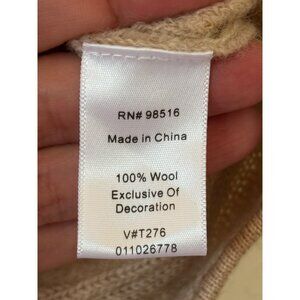 RN# 98516
Made in China
100% Wool
Exclusive Of
Decoration
V#T276
011026778